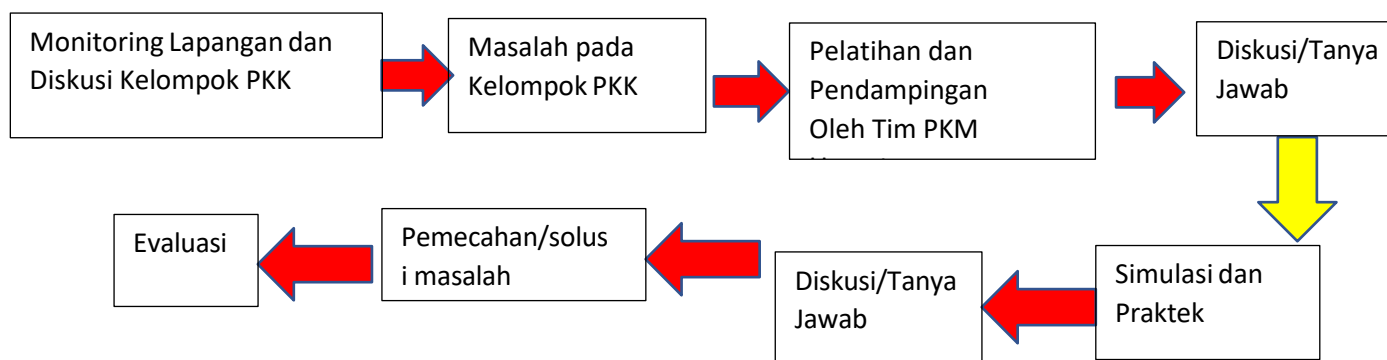 Monitoring Lapangan dan
Diskusi Kelompok PKK
Masalah pada
Kelompok PKK
Pelatihan dan
Pendampingan
Oleh Tim PKM
Diskusi/Tanya
Jawab
Simulasi dan
Praktek
Diskusi/Tanya
Jawab
Pemecahan/solus
i masalah
Evaluasi